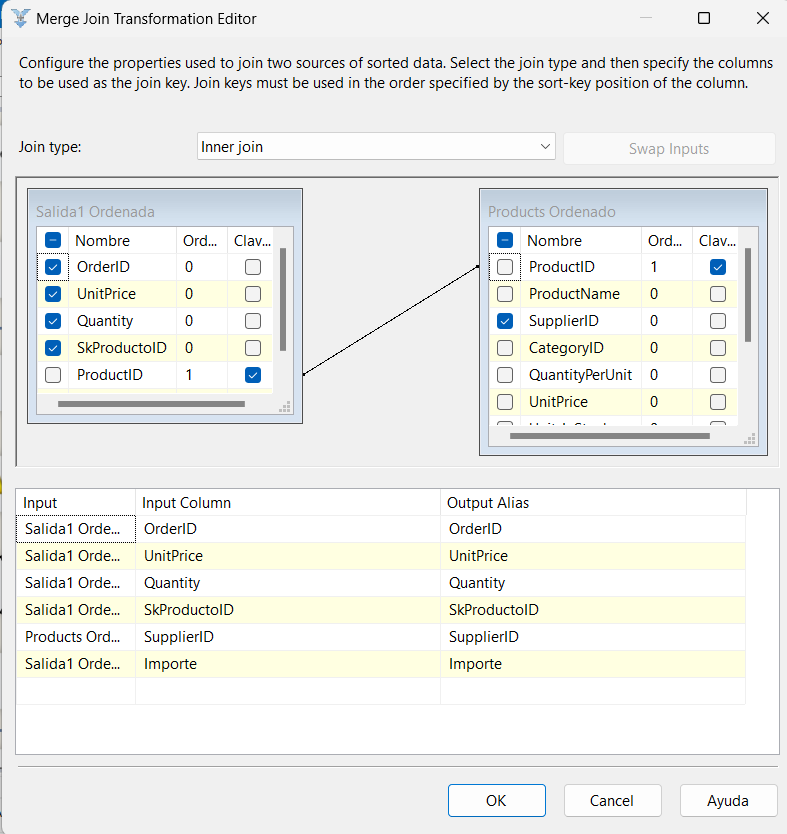 Merge Join Transformation Editor
Configure the properties used to join two sources of sorted data. Select the join type and then specify the columns
to be used as the join key. Join keys must be used in the order specified by the sort-key position of the column.
Join type: Inner join Swap Inputs
Salida1 Ordenada
Nombre Ord... Clav...
OrderID 0
UnitPrice 0
Quantity 0
SkProductoID 0
ProductID 1
Products Ordenado
Nombre Ord... Clav...
ProductID 1
ProductName 0
SupplierID 0
CategoryID 0
QuantityPerUnit 0
UnitPrice 0
Input Input Column Output Alias
Salida1 Orde... OrderID OrderID
Salida1 Orde... UnitPrice UnitPrice
Salida1 Orde... Quantity Quantity
Salida1 Orde... SkProductoID SkProductoID
Products Ord... SupplierID SupplierID
Salida1 Orde... Importe Importe
OK Cancel Ayuda